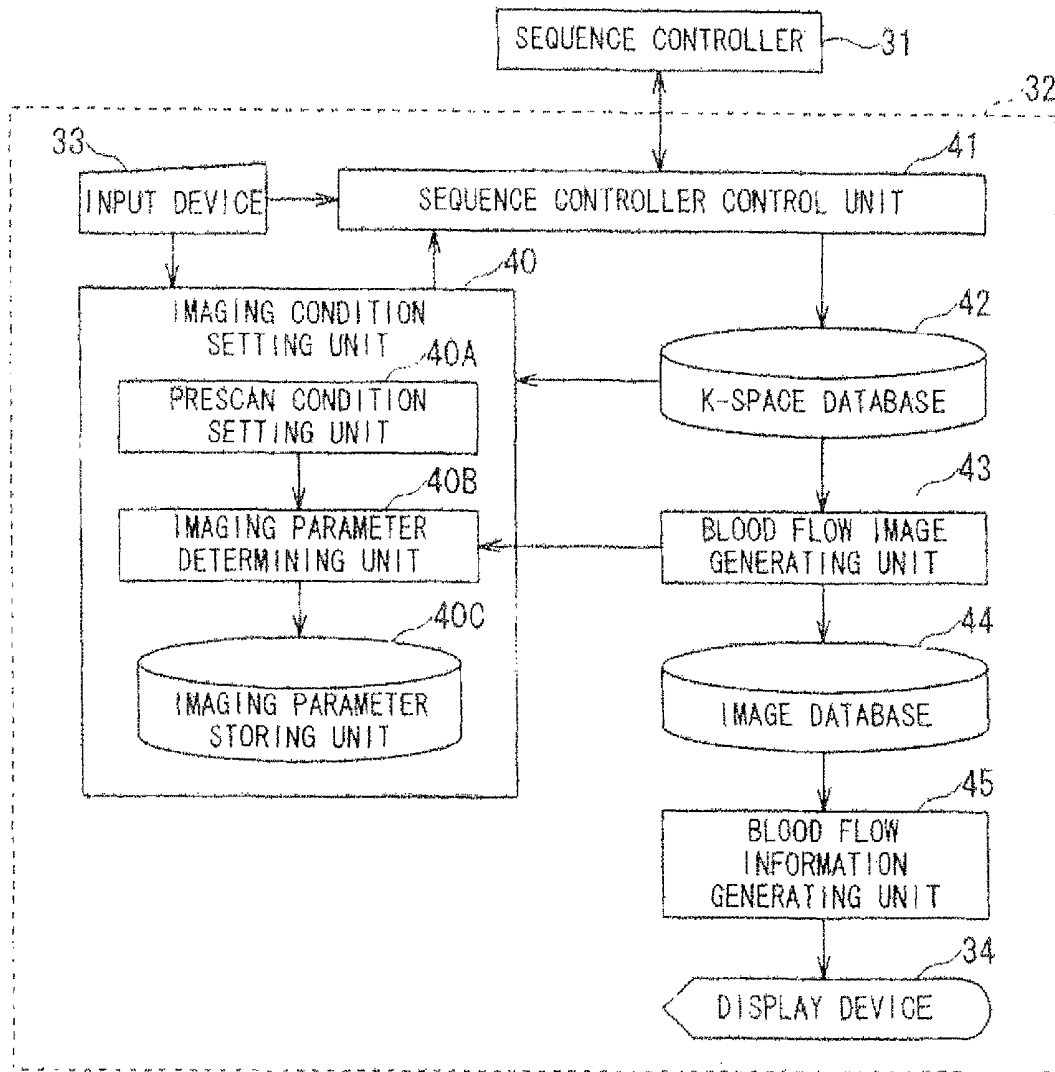 SEQUENCE CONTROLLER
31
32
33
INPUT DEVICE
41
SEQUENCE CONTROLLER CONTROL UNIT
40
IMAGING CONDITION
SETTING UNIT
40A
PRESCAN CONDITION
SETTING UNIT
40B
IMAGING PARAMETER
DETERMINING UNIT
40C
IMAGING PARAMETER
STORING UNIT
42
K-SPACE DATABASE
43
BLOOD FLOW IMAGE
GENERATING UNIT
44
IMAGE DATABASE
45
BLOOD FLOW
INFORMATION
GENERATING UNIT
34
DISPLAY DEVICE